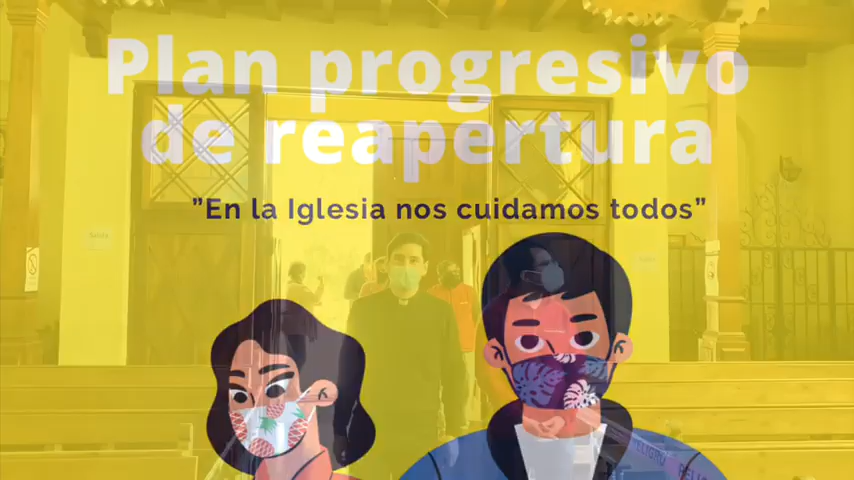 Plan progresivo
de reapertura
”En la Iglesia nos cuidamos todos”